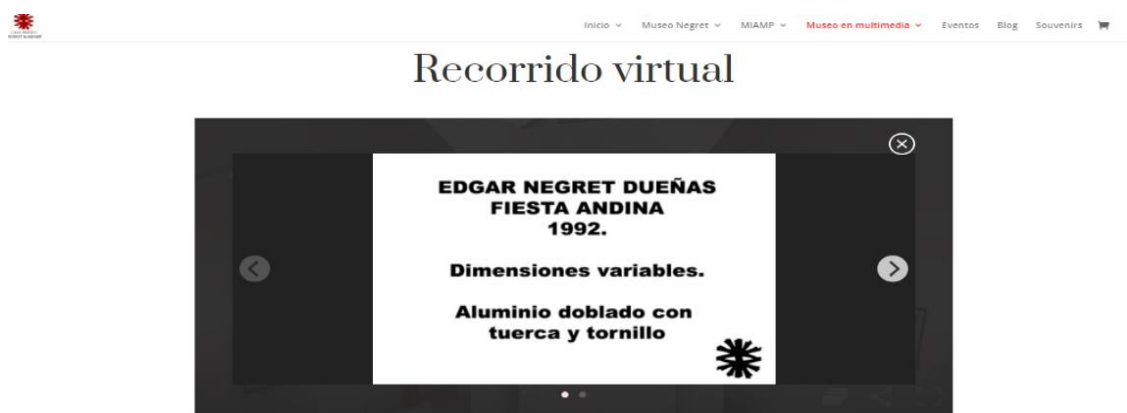 Inicio Museo Negret MIAMP Museo en multimedia Eventos Blog Souvenirs
Recorrido virtual
EDGAR NEGRET DUEÑAS
FIESTA ANDINA
1992.
Dimensiones variables.
Aluminio doblado con
tuerca y tornillo